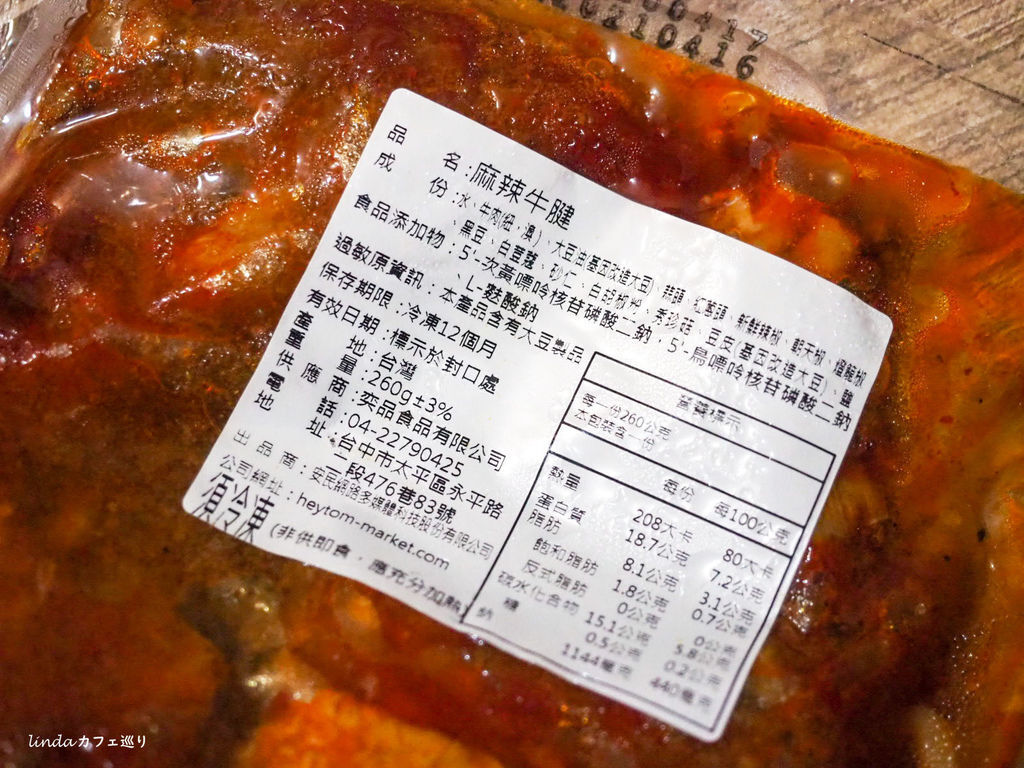 210416
品名：麻辣牛腱
成份：水、牛肉(紐、澳)、大豆油(基因改造大豆)、蒜頭、紅蔥頭、新鮮辣椒、朝天椒、燈籠椒
黑豆、白豆蔻、砂仁、白胡椒粉、秀珍菇、豆皮(基因改造大豆)、鹽
食品添加物：5'-次黃嘌呤核苷磷酸二鈉，5'-鳥嘌呤核苷磷酸二鈉
、L-麩酸鈉
過敏原資訊：本產品含有大豆製品
保存期限：冷凍12個月
有效日期：標示於封口處
產地：台灣
重量：260g±3%
供應商：奕品食品有限公司
電話：04-22790425
地址：台中市太平區永平路
一段476巷83號
出品商：安民網路多媒體科技股份有限公司
公司網址：heytom-market.com
須冷凍 (非供即食，應充分加熱)
營養標示
每一份260公克
本包裝含一份
每份 每100公克
熱量 208大卡 80大卡
蛋白質 18.7公克 7.2公克
脂肪 8.1公克 3.1公克
飽和脂肪 1.8公克 0.7公克
反式脂肪 0公克 0公克
碳水化合物 15.1公克 5.8公克
糖 0.5公克 0.2公克
鈉 1144毫克 440毫克
lindaカフェ巡り